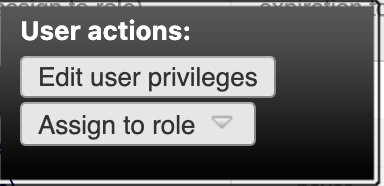 User actions:
Edit user privileges
Assign to role